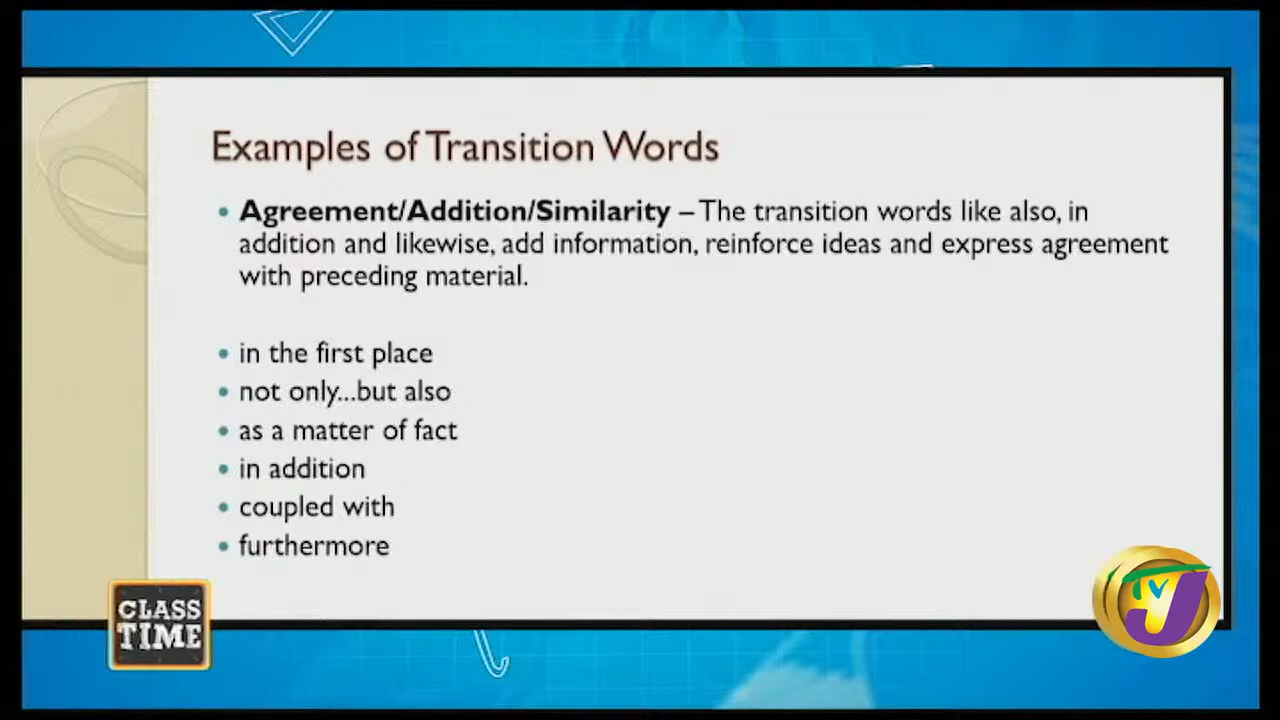 Examples of Transition Words
• Agreement/Addition/Similarity – The transition words like also, in
addition and likewise, add information, reinforce ideas and express agreement
with preceding material.
• in the first place
• not only...but also
• as a matter of fact
• in addition
• coupled with
• furthermore
CLASS
TIME
TVJ